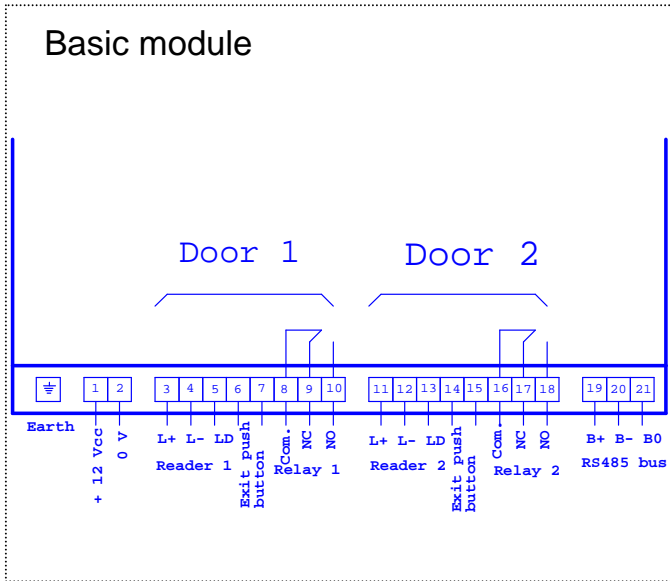 Basic module
Door 1
Door 2
1 2 3 4 5 6 7 8 9 10 11 12 13 14 15 16 17 18 19 20 21
Earth
+ 12 Vcc
0 V
L+ L- LD
Reader 1
Exit push
button
Com.
NC
NO
Relay 1
L+ L- LD
Reader 2
Exit push
button
Com.
NC
NO
Relay 2
B+ B- B0
RS485 bus